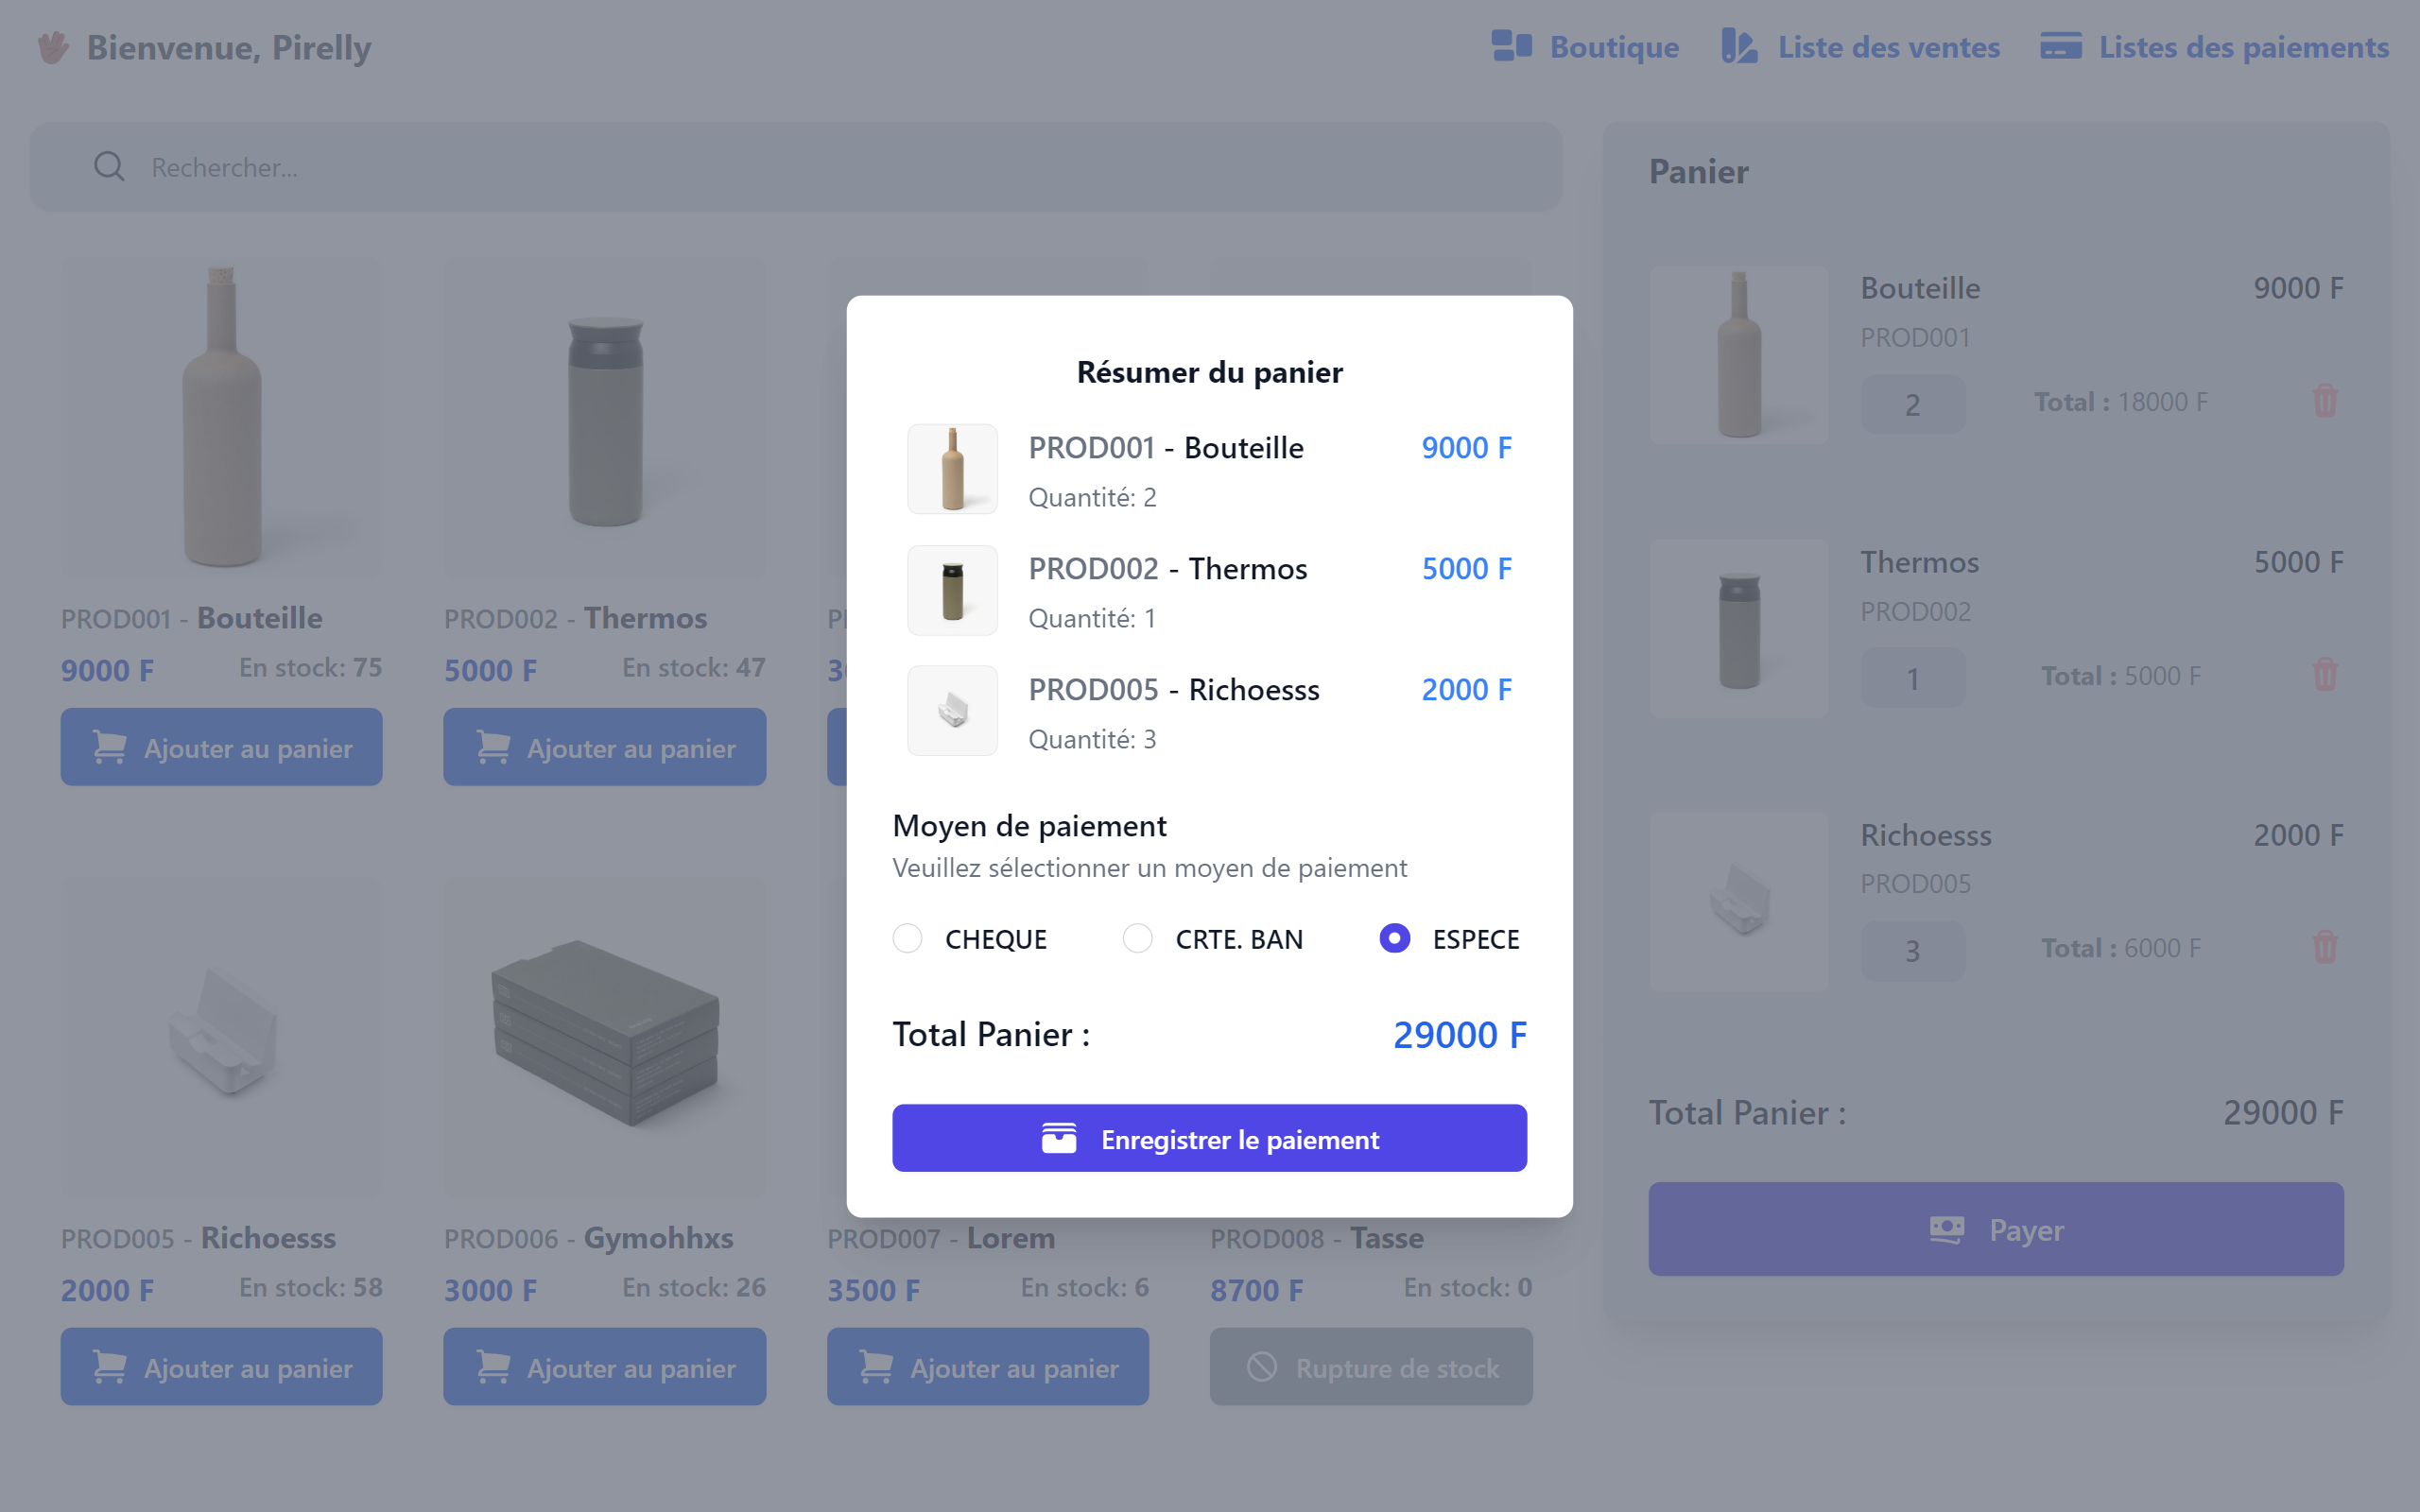 Bienvenue, Pirelly
Boutique
Liste des ventes
Listes des paiements
Rechercher...
PROD001 - Bouteille
9000 F
En stock: 75
Ajouter au panier
PROD002 - Thermos
5000 F
En stock: 47
Ajouter au panier
PROD005 - Richoesss
2000 F
En stock: 58
Ajouter au panier
PROD006 - Gymohhxs
3000 F
En stock: 26
Ajouter au panier
PROD007 - Lorem
3500 F
En stock: 6
Ajouter au panier
PROD008 - Tasse
8700 F
En stock: 0
Rupture de stock
Résumer du panier
PROD001 - Bouteille
9000 F
Quantité: 2
PROD002 - Thermos
5000 F
Quantité: 1
PROD005 - Richoesss
2000 F
Quantité: 3
Moyen de paiement
Veuillez sélectionner un moyen de paiement
CHEQUE
CRTE. BAN
ESPECE
Total Panier :
29000 F
Enregistrer le paiement
Panier
Bouteille
9000 F
PROD001
2
Total : 18000 F
Thermos
5000 F
PROD002
1
Total : 5000 F
Richoesss
2000 F
PROD005
3
Total : 6000 F
Total Panier :
29000 F
Payer